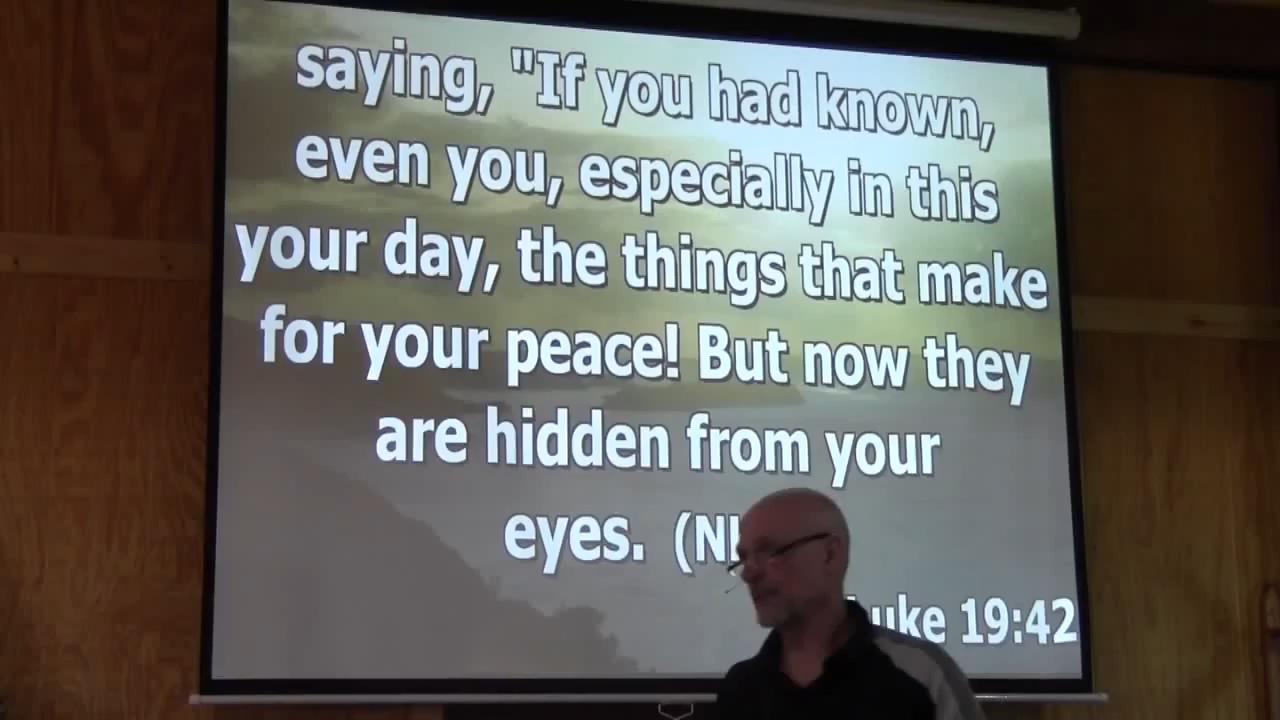 saying, "If you had known,
even you, especially in this
your day, the things that make
for your peace! But now they
are hidden from your
eyes.
Luke 19:42